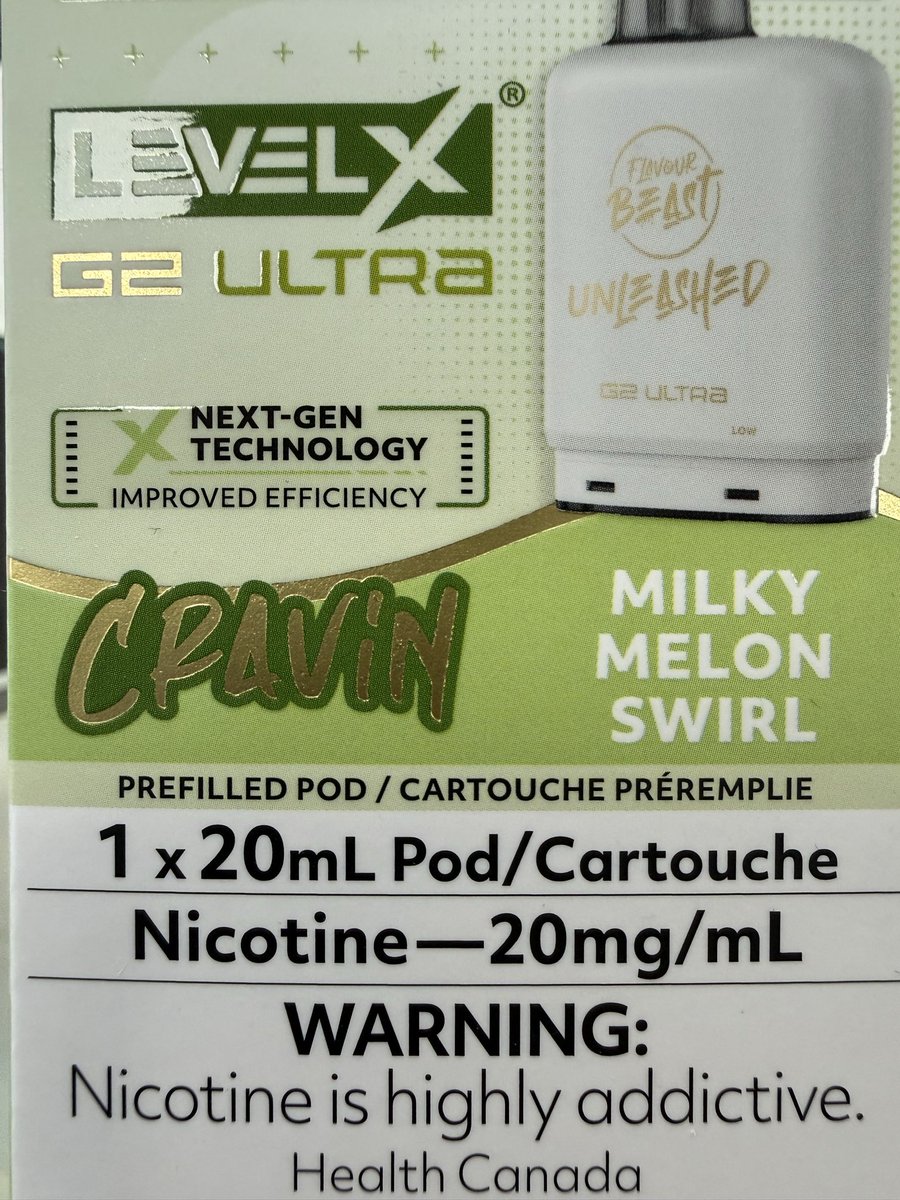 LEVEL X®
G2 ULTRA
FLAVOUR
BEAST
UNLEASHED
G2 ULTRA
LOW
X NEXT-GEN
TECHNOLOGY
IMPROVED EFFICIENCY
CRAViN
MILKY
MELON
SWIRL
PREFILLED POD / CARTOUCHE PRÉREMPLIE
1 x 20mL Pod/Cartouche
Nicotine—20mg/mL
WARNING:
Nicotine is highly addictive.
Health Canada